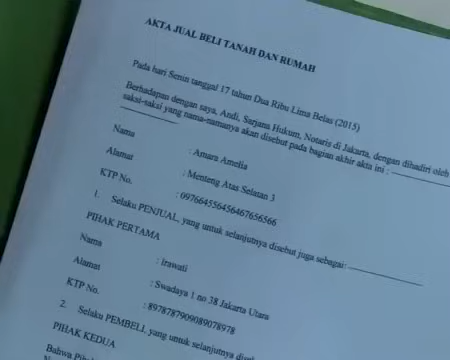 AKTA JUAL BELI TANAH DAN RUMAH
Pada hari Senin tanggal 17 tahun Dua Ribu Lima Belas (2015)
Berhadapan dengan saya, Andi, Sarjana Hukum, Notaris di Jakarta, dengan dihadiri oleh
saksi-saksi yang nama-namanya akan disebut pada bagian akhir akta ini :
Nama : Amara Amelia
Alamat : Menteng Atas Selatan 3
KTP No. : 097664556456467656566
1. Selaku PENJUAL, yang untuk selanjutnya disebut juga sebagai:
PIHAK PERTAMA
Nama : Irawati
Alamat : Swadaya 1 no 38 Jakarta Utara
KTP No. : 8978787909089078978
2. Selaku PEMBELI, yang untuk selanjutnya
PIHAK KEDUA
Bahwa